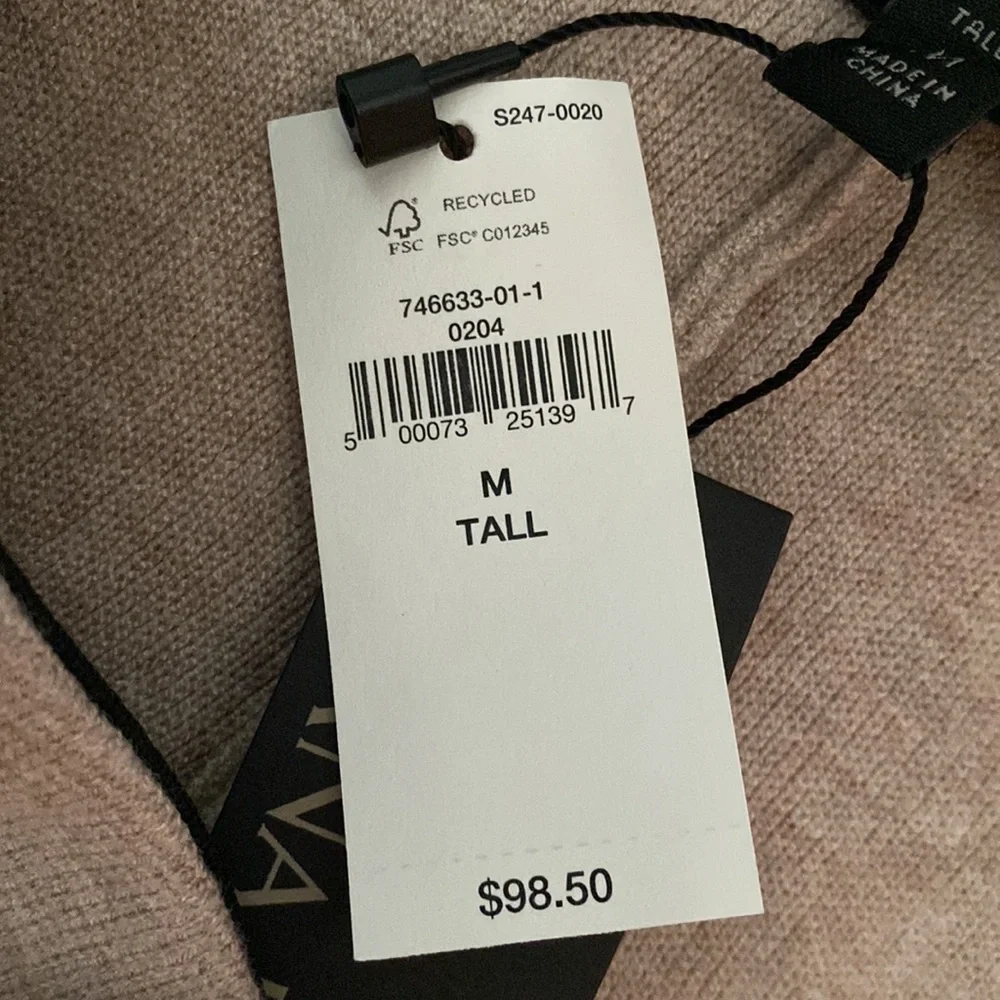 S247-0020
RECYCLED
FSC
FSC® C012345
746633-01-1
0204
5 00073 25139 7
M
TALL
$98.50
M
MADE IN
CHINA